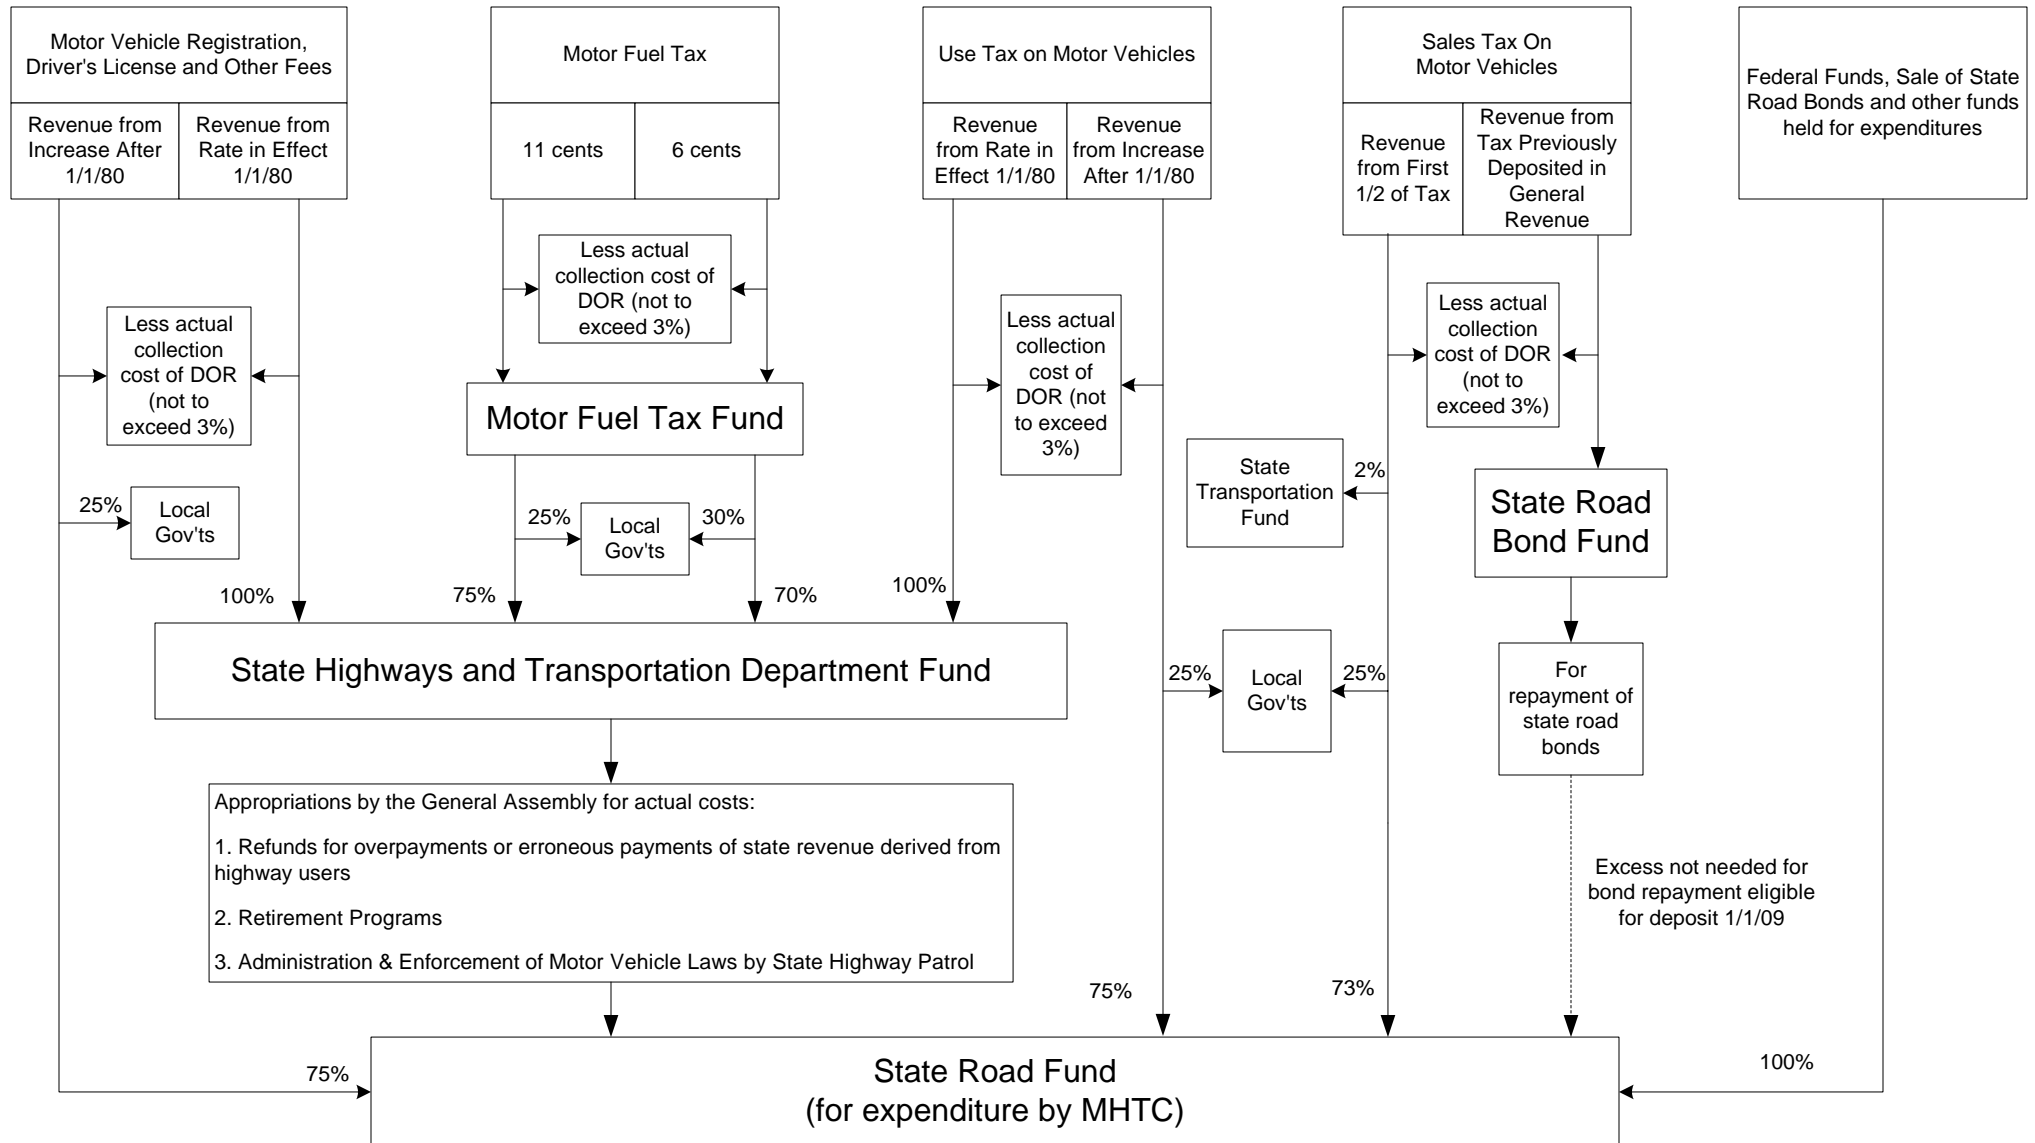 Motor Vehicle Registration,
Driver's License and Other Fees
Revenue from
Increase After
1/1/80
Revenue from
Rate in Effect
1/1/80
Motor Fuel Tax
11 cents
6 cents
Use Tax on Motor Vehicles
Revenue
from Rate in
Effect 1/1/80
Revenue
from Increase
After 1/1/80
Sales Tax On
Motor Vehicles
Revenue
from First
1/2 of Tax
Revenue from
Tax Previously
Deposited in
General
Revenue
Federal Funds, Sale of State
Road Bonds and other funds
held for expenditures
Less actual
collection
cost of DOR
(not to
exceed 3%)
Less actual
collection cost of
DOR (not to
exceed 3%)
Less actual
collection
cost of
DOR (not
to exceed
3%)
Less actual
collection
cost of DOR
(not to
exceed 3%)
Motor Fuel Tax Fund
State
Transportation
Fund
2%
State Road
Bond Fund
25%
Local
Gov'ts
25%
Local
Gov'ts
30%
100%
75%
70%
100%
State Highways and Transportation Department Fund
25%
Local
Gov'ts
25%
For
repayment of
state road
bonds
Appropriations by the General Assembly for actual costs:
1. Refunds for overpayments or erroneous payments of state revenue derived from
highway users
2. Retirement Programs
3. Administration & Enforcement of Motor Vehicle Laws by State Highway Patrol
Excess not needed for
bond repayment eligible
for deposit 1/1/09
75%
73%
75%
100%
State Road Fund
(for expenditure by MHTC)